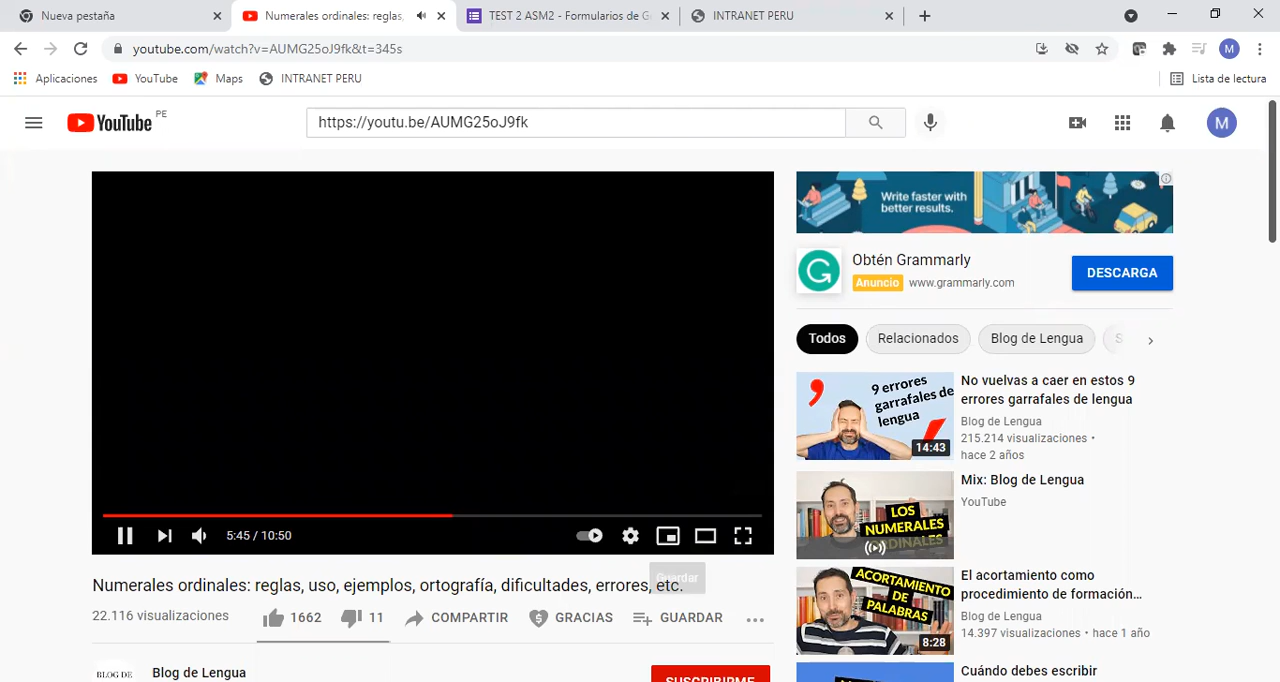 Nueva pestaña
Numerales ordinales: reglas,
TEST 2 ASM2 - Formularios de G
INTRANET PERU
youtube.com/watch?v=AUMG25oJ9fk&t=345s
M
Aplicaciones
YouTube
Maps
INTRANET PERU
Lista de lectura
YouTube PE
https://youtu.be/AUMG25oJ9fk
M
Write faster with
better results.
Obtén Grammarly
Anuncio www.grammarly.com
DESCARGA
Todos
Relacionados
Blog de Lengua
S
9 errores
garrafales de
lengua
14:43
No vuelvas a caer en estos 9
errores garrafales de lengua
Blog de Lengua
215.214 visualizaciones •
hace 2 años
LOS
NUMERALES
ORDINALES
Mix: Blog de Lengua
YouTube
5:45 / 10:50
Guardar
Numerales ordinales: reglas, uso, ejemplos, ortografía, dificultades, errores, etc.
22.116 visualizaciones
1662
11
COMPARTIR
GRACIAS
GUARDAR
ACORTAMIENTO
DE
PALABRAS
8:28
El acortamiento como
procedimiento de formación...
Blog de Lengua
14.397 visualizaciones • hace 1 año
BLOG DE
Blog de Lengua
SUSCRIBIRME
Cuándo debes escribir